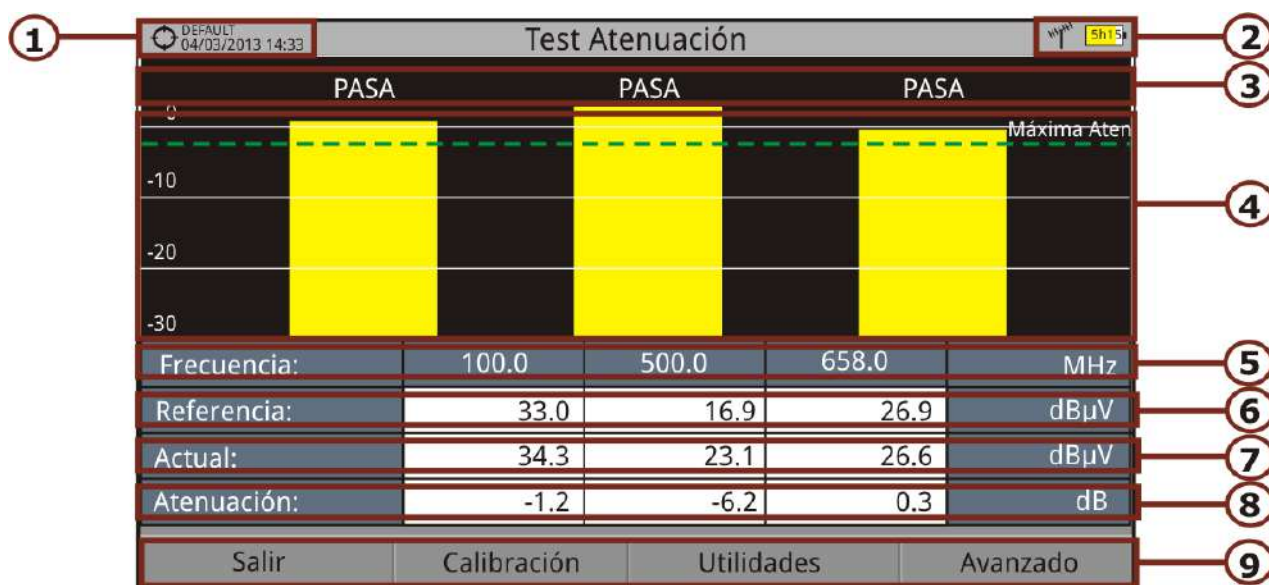 1
DEFAULT
04/03/2013 14:33
Test Atenuación
5h15
2
PASA PASA PASA
3
0
Máxima Aten
-10
4
-20
-30
Frecuencia: 100.0 500.0 658.0 MHz
5
Referencia: 33.0 16.9 26.9 dBµV
6
Actual: 34.3 23.1 26.6 dBµV
7
Atenuación: -1.2 -6.2 0.3 dB
8
Salir Calibración Utilidades Avanzado
9